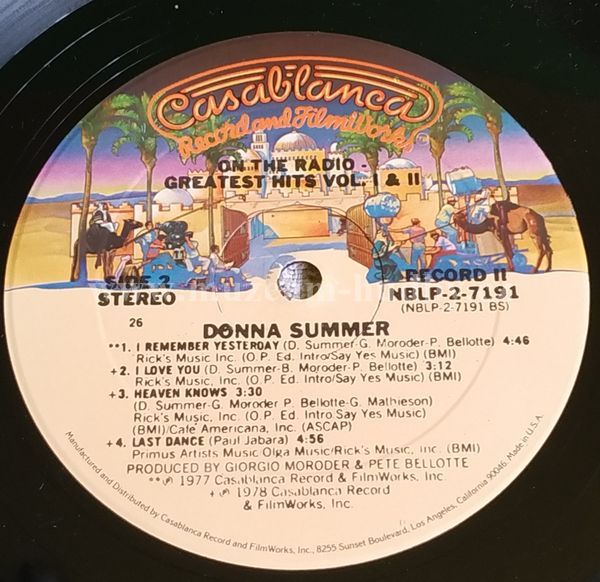 Casablanca
Record and FilmWorks
ON THE RADIO -
GREATEST HITS VOL. I & II
SIDE 2
STEREO
RECORD II
NBLP-2-7191
(NBLP-2-7191 BS)
26
DONNA SUMMER
**1. I REMEMBER YESTERDAY (D. Summer-G. Moroder-P. Bellotte) 4:46
Rick's Music Inc. (O.P. Ed. Intro/Say Yes Music) (BMI)
+2. I LOVE YOU (D. Summer-B. Moroder-P. Bellotte) 3:12
Rick's Music, Inc. (O.P. Ed. Intro/Say Yes Music) (BMI)
+3. HEAVEN KNOWS 3:30
(D. Summer-G. Moroder P. Bellotte-G. Mathieson)
Rick's Music, Inc. (O.P. Ed. Intro Say Yes Music)
(BMI)/Cafe Americana, Inc. (ASCAP)
+4. LAST DANCE (Paul Jabara) 4:56
Primus Artists Music Olga Music/Rick's Music, Inc. (BMI)
PRODUCED BY GIORGIO MORODER & PETE BELLOTTE
**℗ 1977 Casablanca Record & FilmWorks, Inc.
+ ℗ 1978 Casablanca Record
& FilmWorks, Inc.
Manufactured and Distributed by Casablanca Record and FilmWorks, Inc., 8255 Sunset Boulevard, Los Angeles, California 90046. Made in U.S.A.